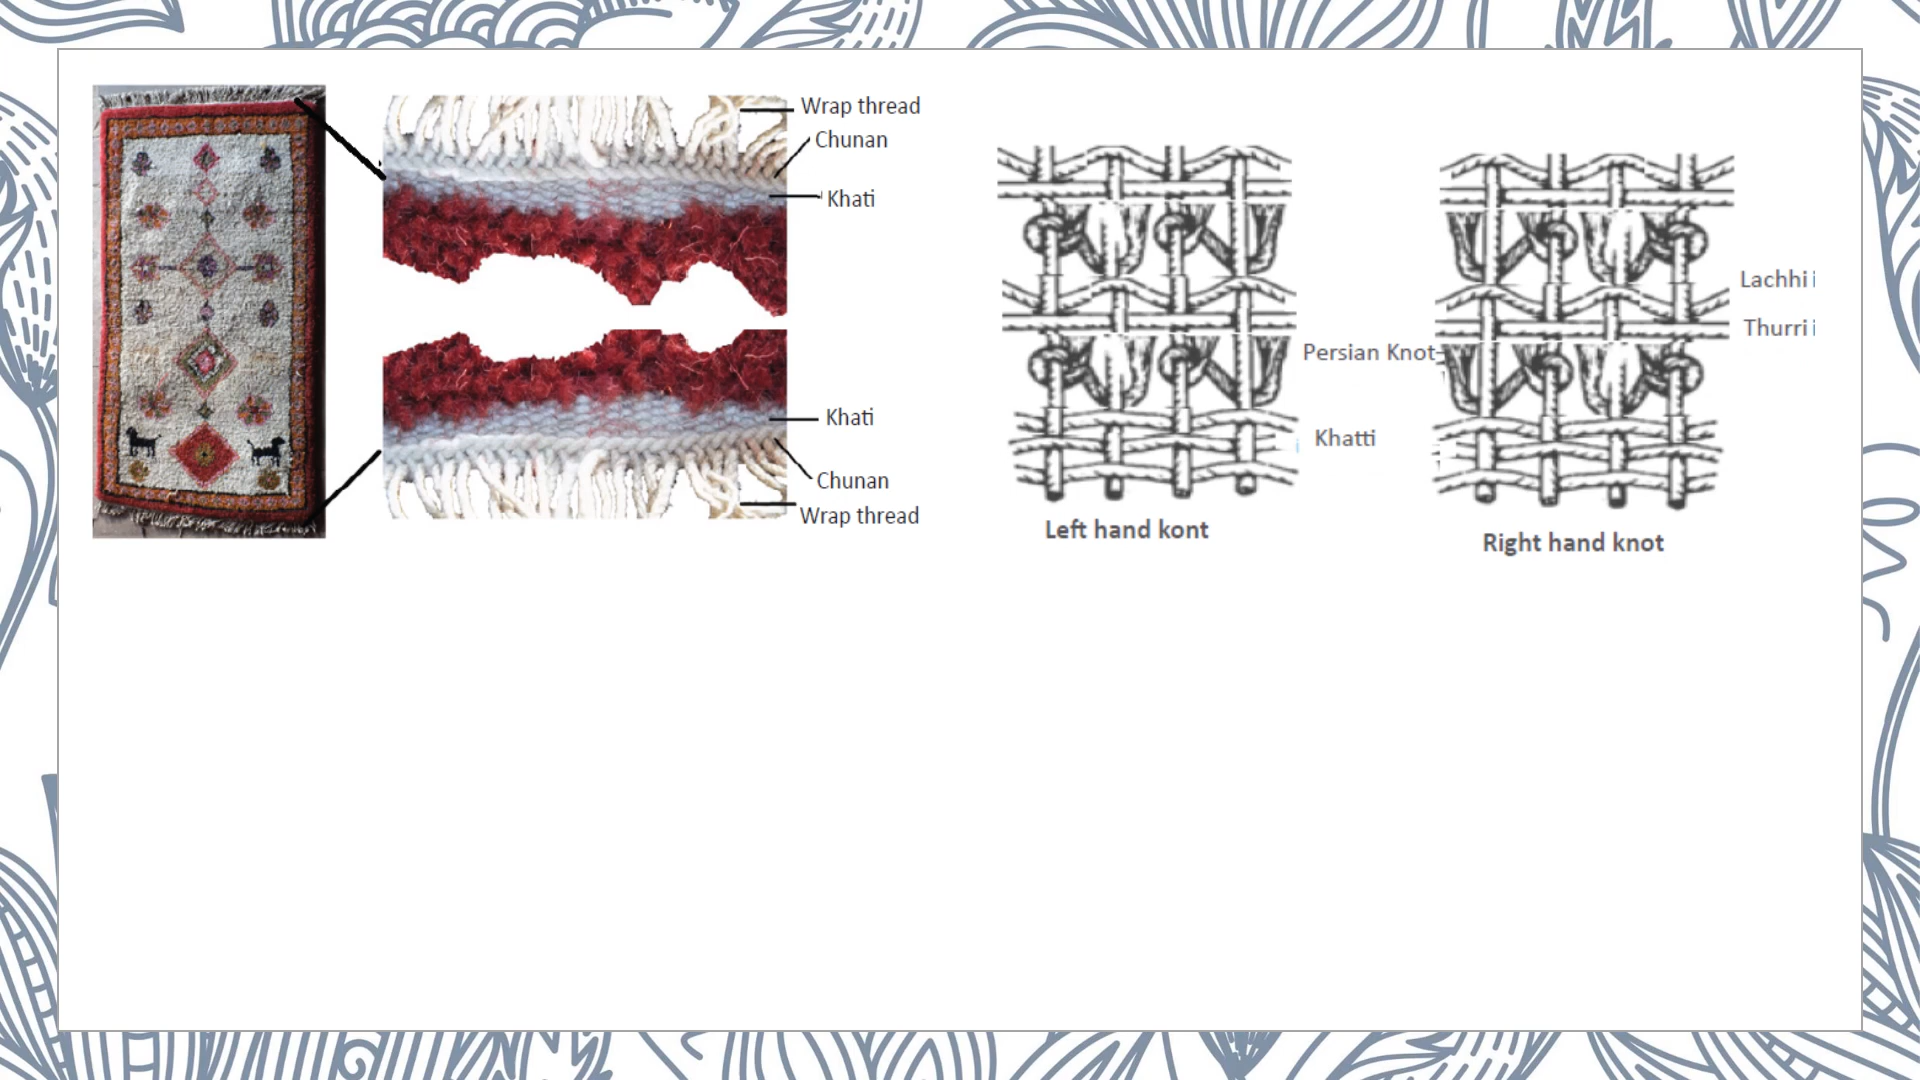 Wrap thread
Chunan
Khati
Khati
Chunan
Wrap thread
Persian Knot
Khatti
Left hand kont
Lachhi i
Thurri i
Right hand knot